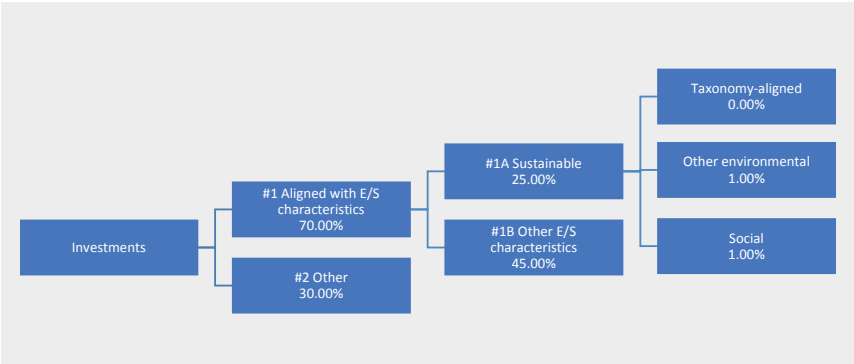 Investments
#1 Aligned with E/S
characteristics
70.00%
#2 Other
30.00%
#1A Sustainable
25.00%
#1B Other E/S
characteristics
45.00%
Taxonomy-aligned
0.00%
Other environmental
1.00%
Social
1.00%